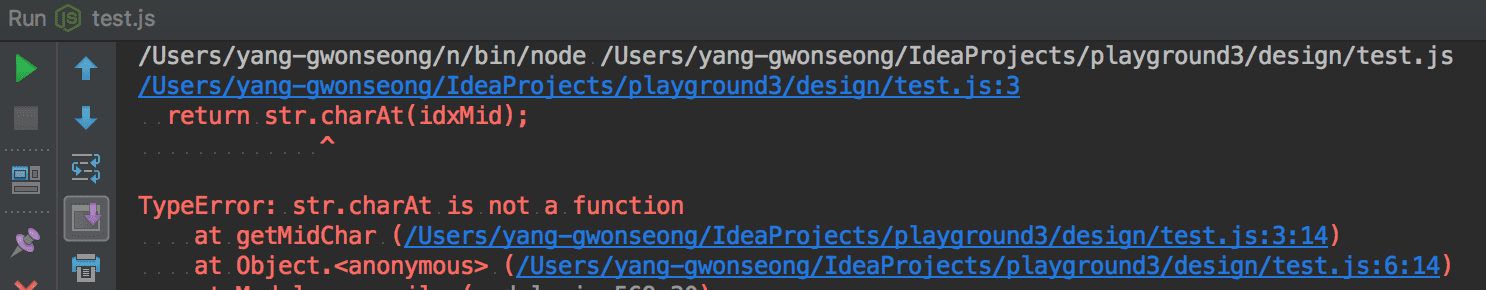 Run test.js
/Users/yang-gwonseong/n/bin/node /Users/yang-gwonseong/IdeaProjects/playground3/design/test.js
/Users/yang-gwonseong/IdeaProjects/playground3/design/test.js:3
  return str.charAt(idxMid);
             ^
TypeError: str.charAt is not a function
    at getMidChar (/Users/yang-gwonseong/IdeaProjects/playground3/design/test.js:3:14)
    at Object.<anonymous> (/Users/yang-gwonseong/IdeaProjects/playground3/design/test.js:6:14)